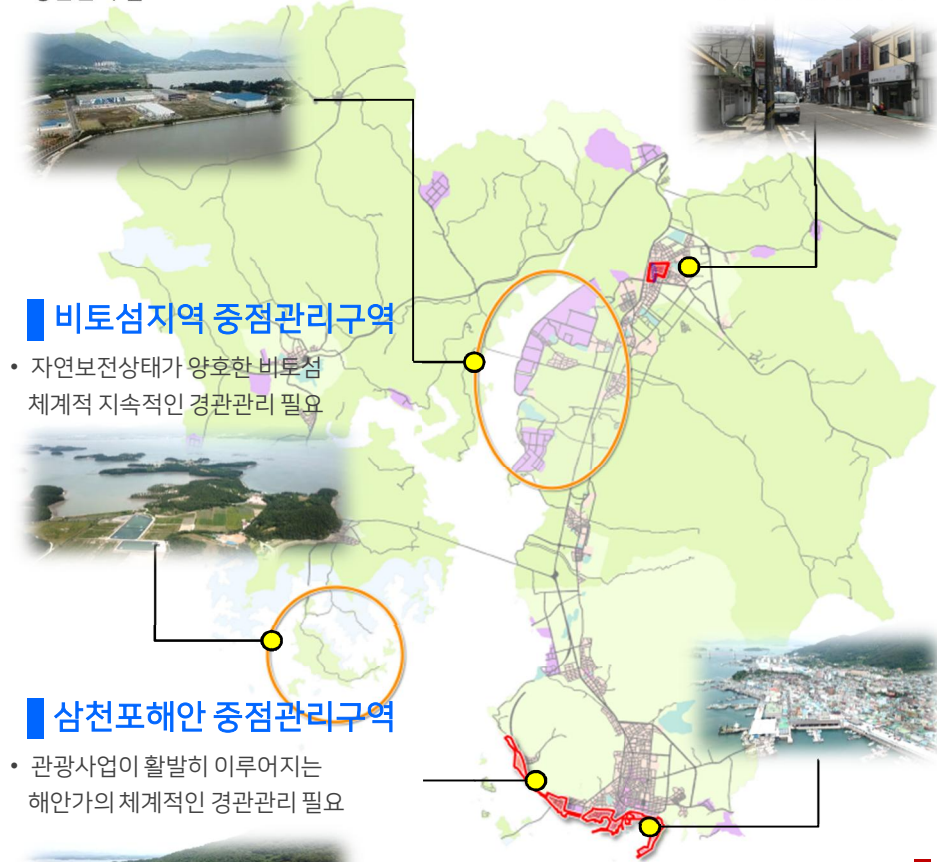 비토섬지역 중점관리구역
• 자연보전상태가 양호한 비토섬
체계적 지속적인 경관관리 필요
삼천포해안 중점관리구역
• 관광사업이 활발히 이루어지는
해안가의 체계적인 경관관리 필요